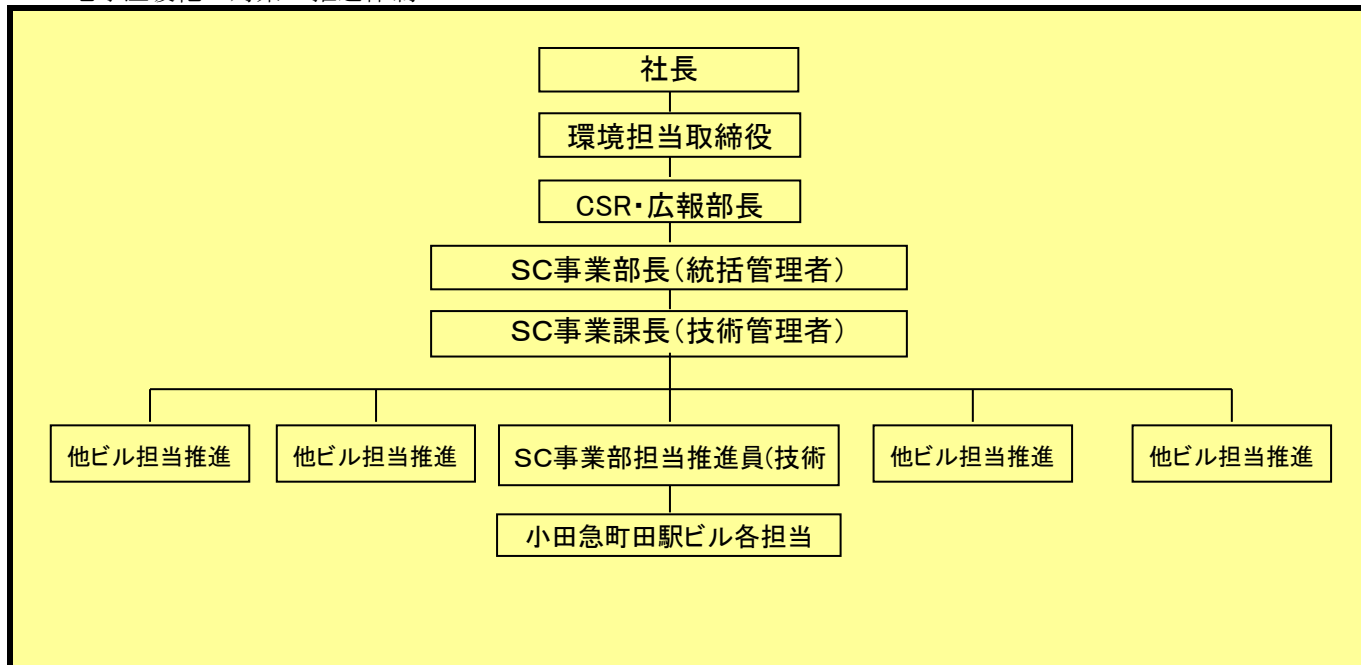 社長
環境担当取締役
CSR・広報部長
SC事業部長(統括管理者)
SC事業課長(技術管理者)
他ビル担当推進 他ビル担当推進 SC事業部担当推進員(技術 他ビル担当推進 他ビル担当推進
小田急町田駅ビル各担当